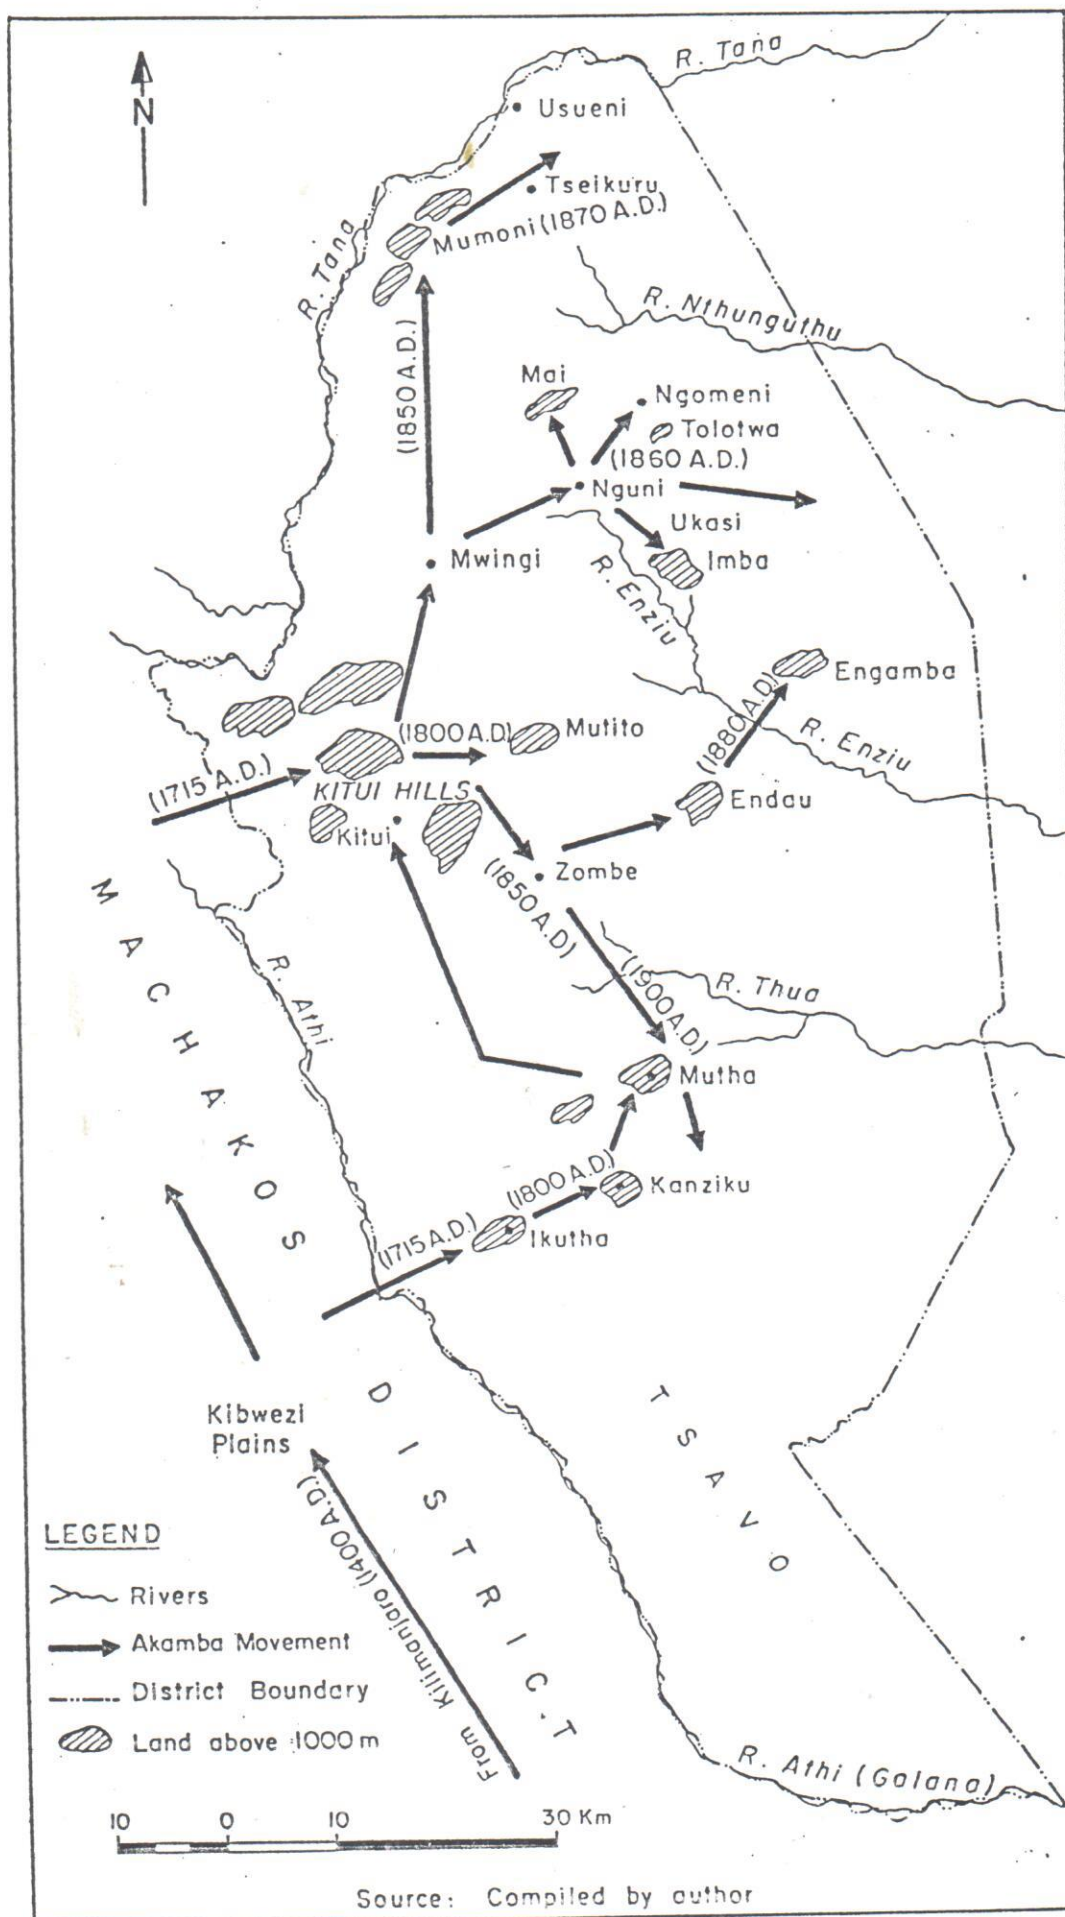 R. Tana
N
Usueni
Tseikuru
Mumoni (1870 A.D.)
R. Tana
R. Nthunguthu
(1850 A.D.)
Mai
Ngomeni
Tolotwa
(1860 A.D.)
Nguni
Ukasi
Imba
Mwingi
R. Enziu
Engamba
(1880 A.D)
R. Enziu
(1800 A.D)
Mutito
(1715 A.D.)
KITUI HILLS
Kitui
Endau
Zombe
(1850 A.D)
(1900 A.D.)
R. Thua
R. Athi
MACHAKOS
Mutha
(1800 A.D.)
Kanziku
(1715 A.D.)
Ikutha
DISTRICT
TSAVO
Kibwezi
Plains
From Kilimanjaro (1400 A.D.)
LEGEND
Rivers
Akamba Movement
District Boundary
Land above 1000 m
R. Athi (Galana)
10 0 10 30 Km
Source: Compiled by author